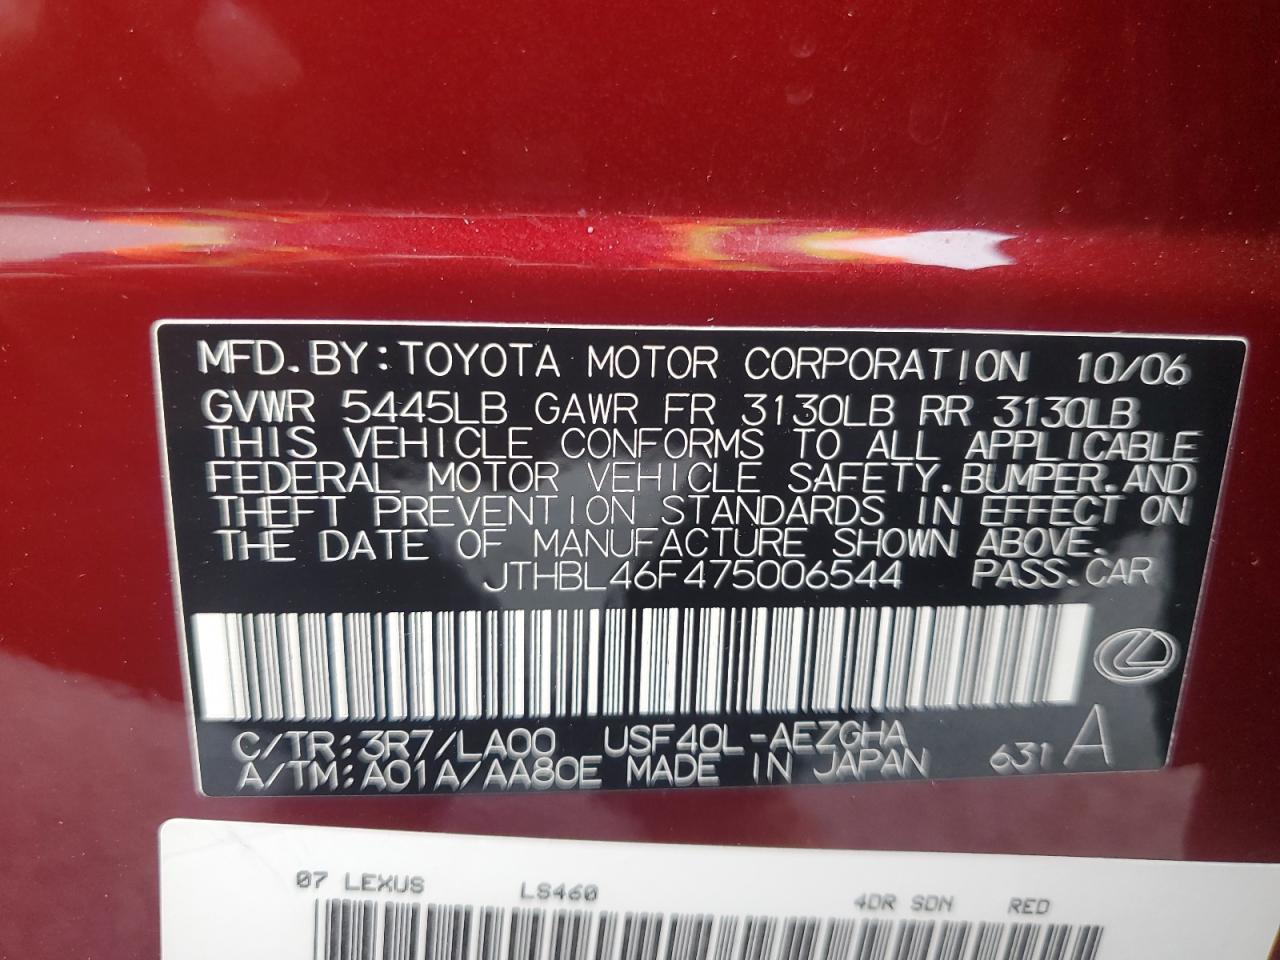 MFD. BY: TOYOTA MOTOR CORPORATION 10/06
GVWR 5445LB GAWR FR 3130LB RR 3130LB
THIS VEHICLE CONFORMS TO ALL APPLICABLE
FEDERAL MOTOR VEHICLE SAFETY, BUMPER, AND
THEFT PREVENTION STANDARDS IN EFFECT ON
THE DATE OF MANUFACTURE SHOWN ABOVE.
JTHBL46F475006544 PASS. CAR
C/TR: 3R7/LA00 USF40L-AEZGHA
A/TM: A01A/AA80E MADE IN JAPAN 631 A
07 LEXUS LS460 4DR SDN RED